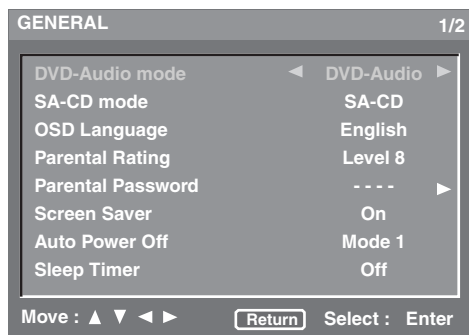 GENERAL 1/2
DVD-Audio mode ◄ DVD-Audio ►
SA-CD mode SA-CD
OSD Language English
Parental Rating Level 8
Parental Password - - - - ►
Screen Saver On
Auto Power Off Mode 1
Sleep Timer Off
Move : ▲ ▼ ◄ ► Return Select : Enter